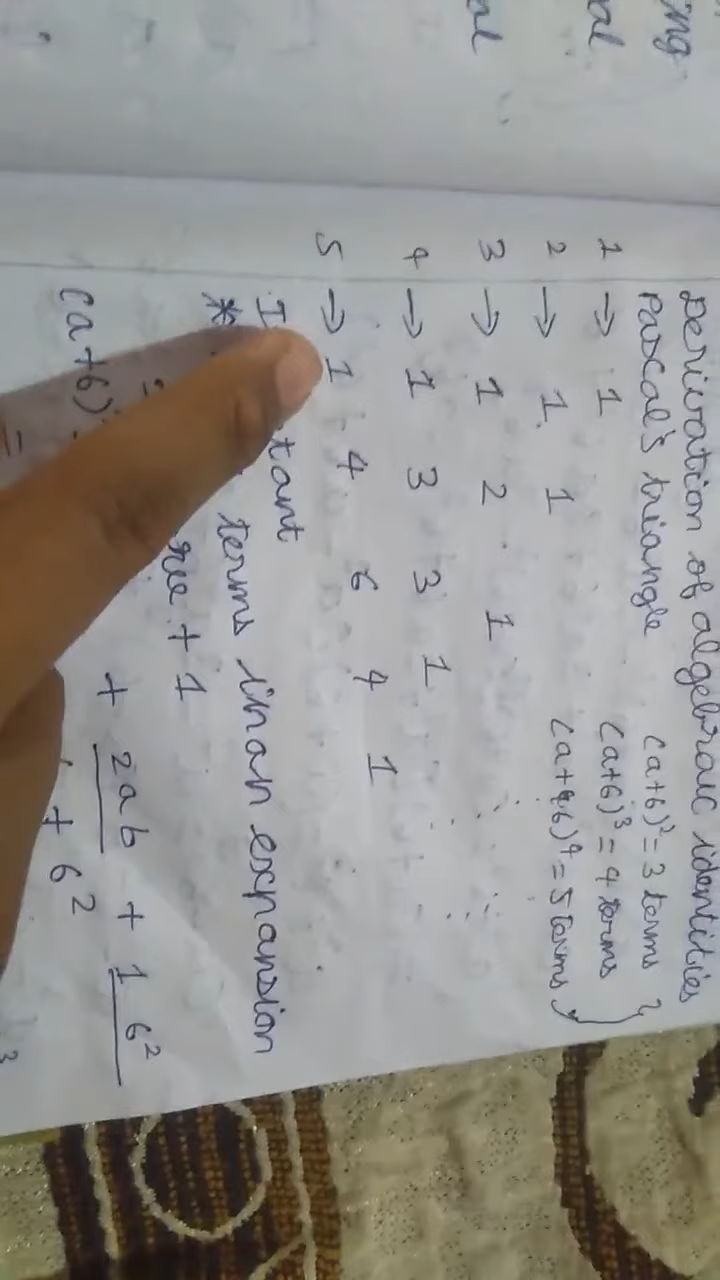 Derivation of algebraic identities
Pascal's triangle
(a+b)² = 3 terms
(a+b)³ = 4 terms
(a+b)⁴ = 5 terms
1 → 1
2 → 1 1
3 → 1 2 1
4 → 1 3 3 1
5 → 1 4 6 4 1
tant
terms in an expansion
+ 1
(a+b) + 2ab + 1 b²
+ b²